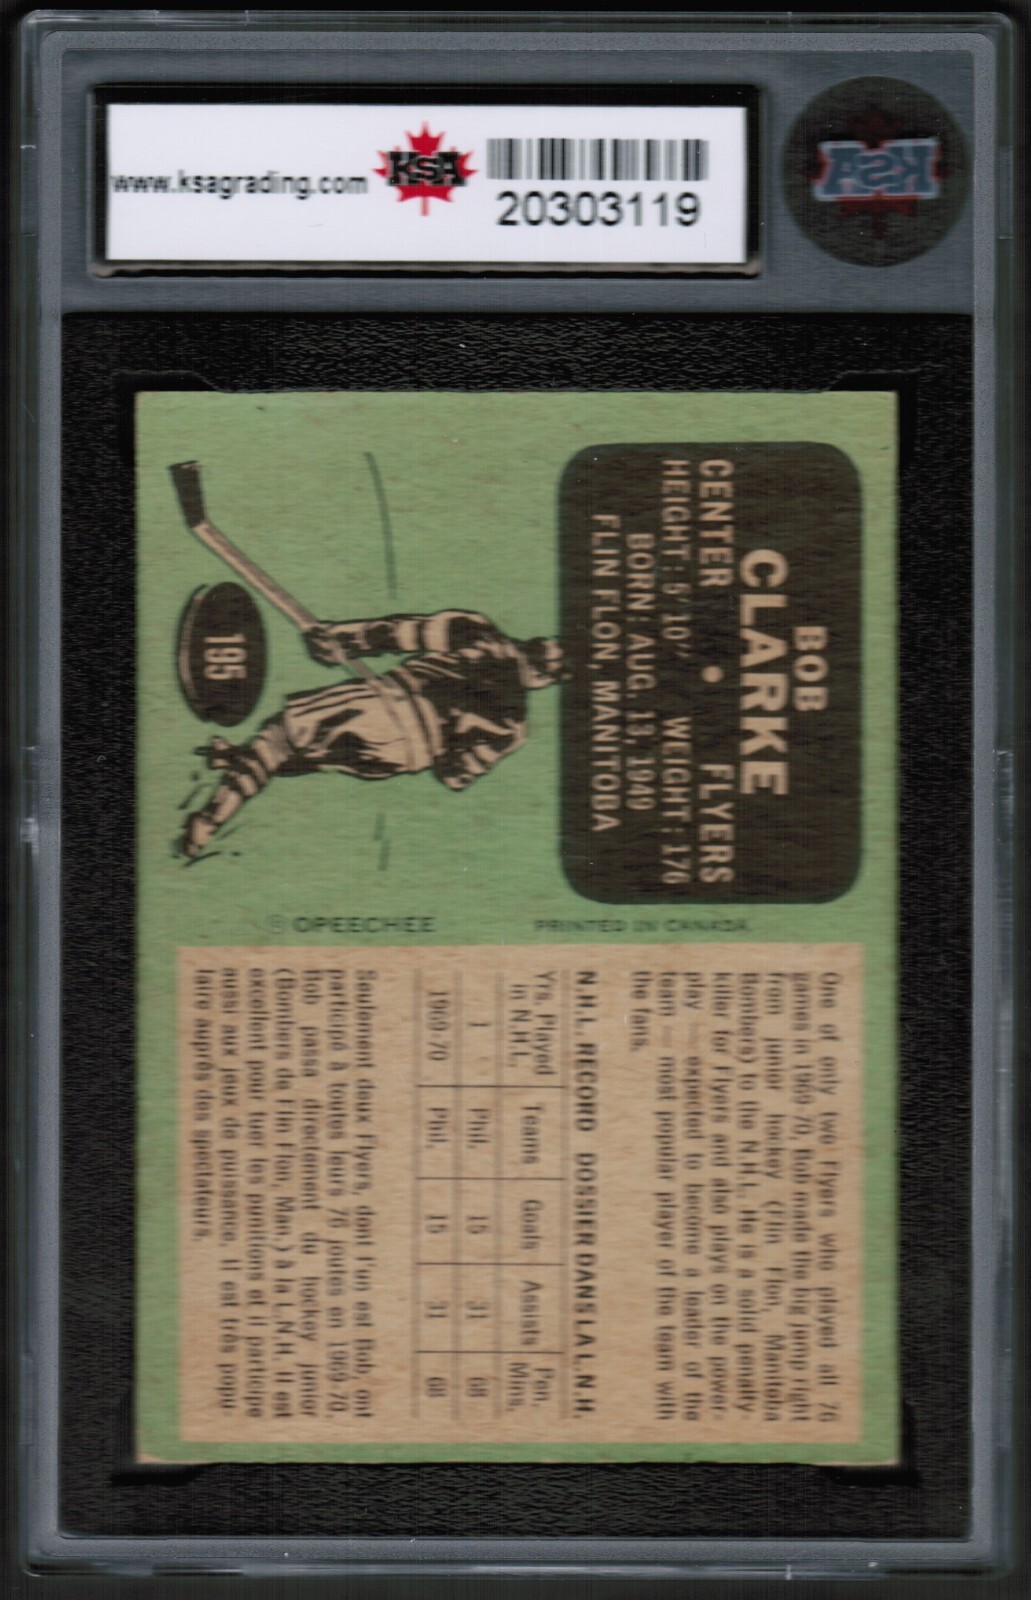 www.ksagrading.com
KSA
20303119
KSA
BOB
CLARKE
CENTER • FLYERS
HEIGHT: 5'10" WEIGHT: 176
BORN: AUG. 13, 1949
FLIN FLON, MANITOBA
195
© OPEECHEE
PRINTED IN CANADA
One of only two Flyers who played all 76
games in 1969-70, Bob made the big jump right
from junior hockey (Flin Flon, Manitoba
Bombers) to the N.H.L. He is a solid penalty-
killer for Flyers and also plays on the power-
play — expected to become a leader of the
team — most popular player of the team with
the fans.
N.H.L. RECORD DOSSIER DANS LA L.N.H.
Yrs. Played Teams Goals Assists Pen.
in N.H.L. Mins.
1 Phil. 15 31 68
1969-70 Phil. 15 31 68
Seulement deux Flyers, dont l'un est Bob, ont
participé à toutes leurs 76 joutes en 1969-70.
Bob passa directement du hockey junior
(Bombers de Flin Flon, Man.) à la L.N.H. Il est
excellent pour tuer les punitions et il participe
aussi aux jeux de puissance. Il est très popu-
laire auprès des spectateurs.